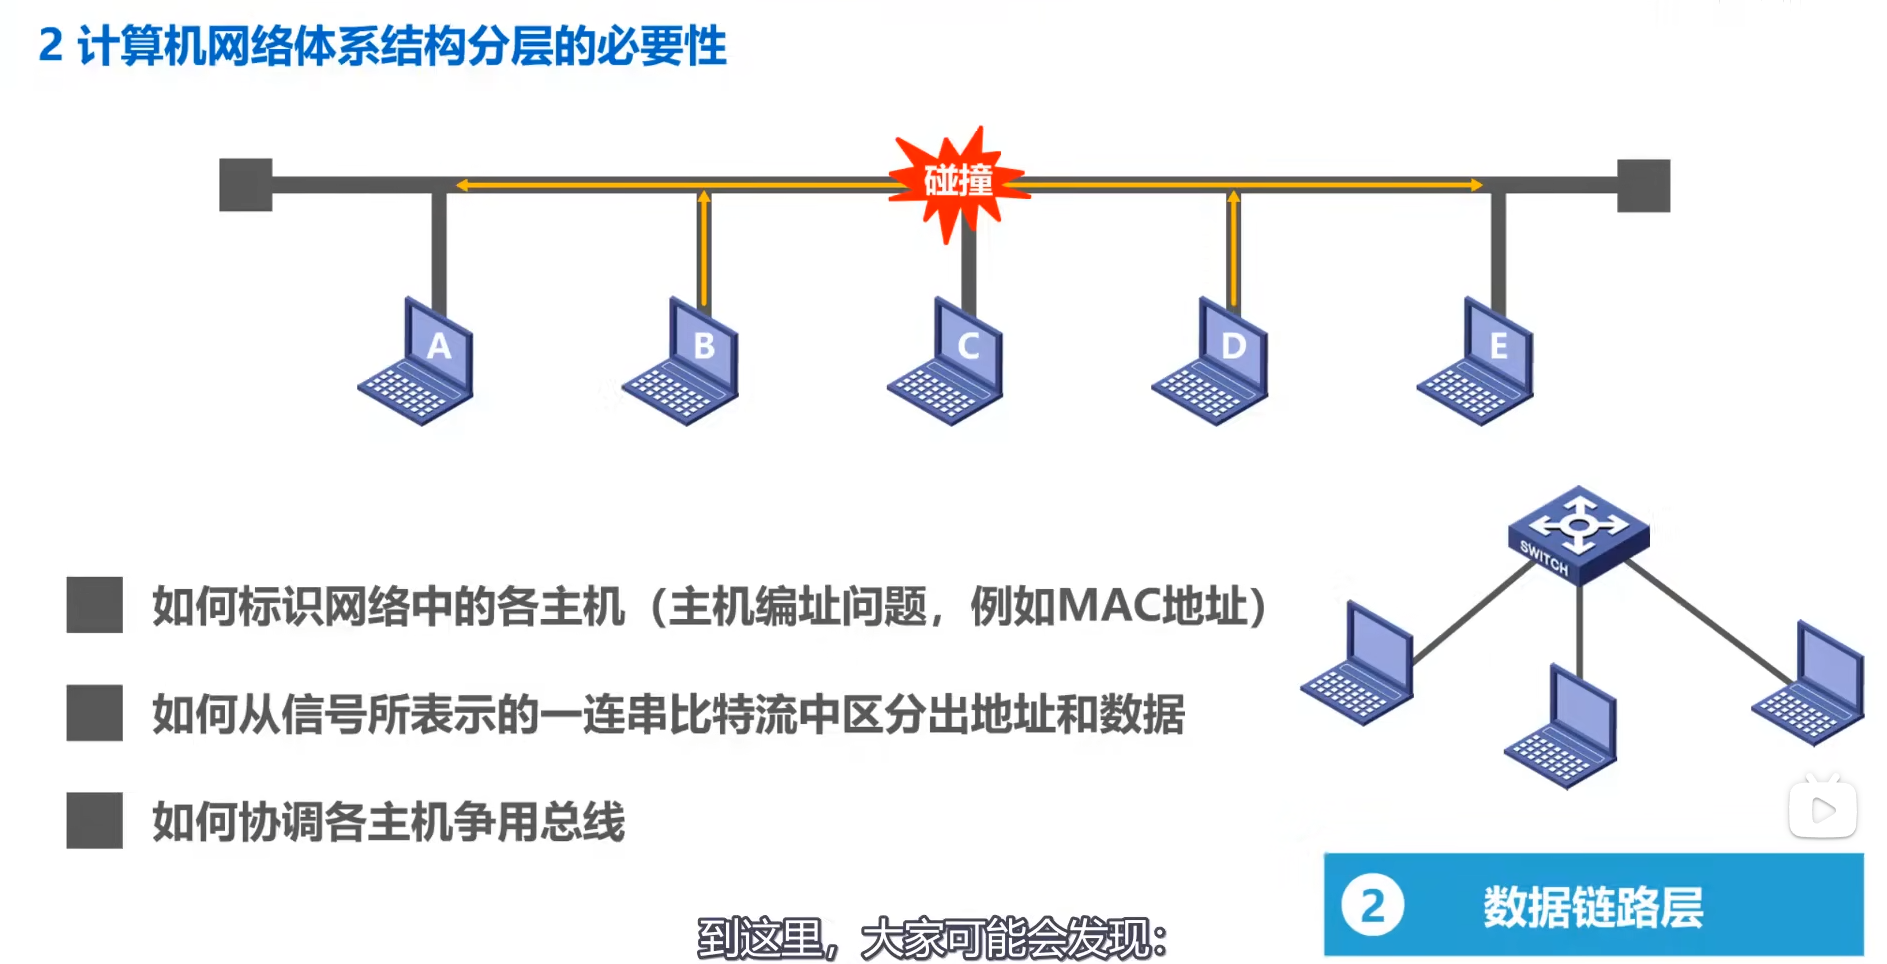 2 计算机网络体系结构分层的必要性
碰撞
A
B
C
D
E
SWITCH
如何标识网络中的各主机（主机编址问题，例如MAC地址）
如何从信号所表示的一连串比特流中区分出地址和数据
如何协调各主机争用总线
2 数据链路层
到这里，大家可能会发现：